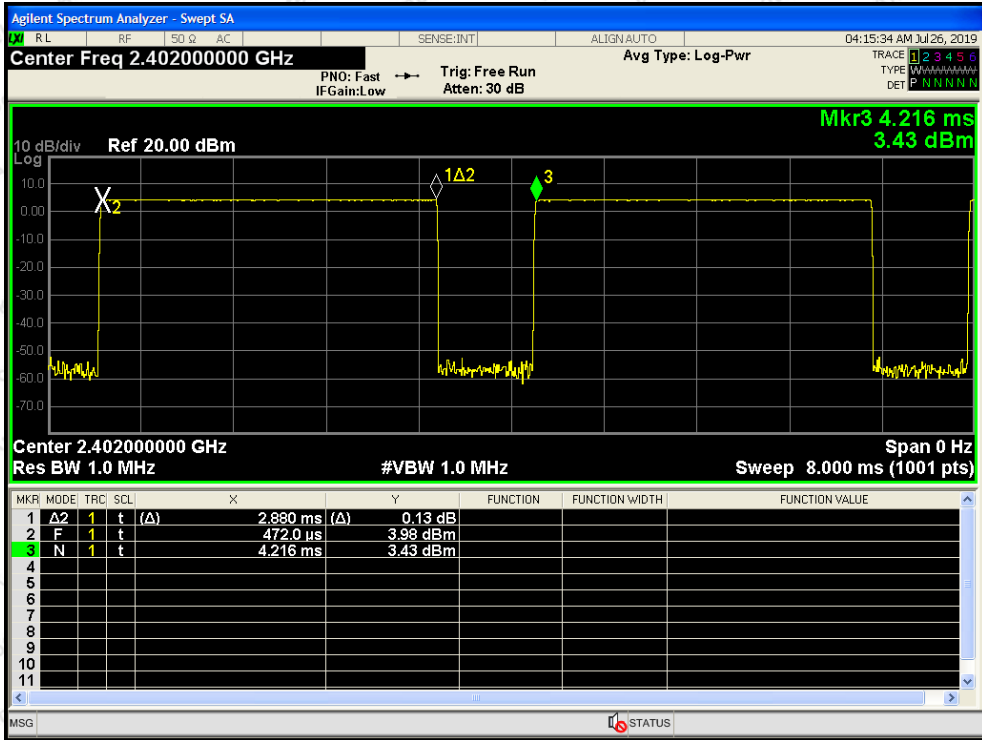 Agilent Spectrum Analyzer - Swept SA
LXI RL RF 50 Ω AC SENSE:INT ALIGNAUTO 04:15:34 AM Jul 26, 2019
Center Freq 2.402000000 GHz
PNO: Fast
IFGain:Low
Trig: Free Run
Atten: 30 dB
Avg Type: Log-Pwr
TRACE 1 2 3 4 5 6
TYPE WWWWWW
DET P N N N N N
Mkr3 4.216 ms
3.43 dBm
10 dB/div Ref 20.00 dBm
Log
10.0
0.00
-10.0
-20.0
-30.0
-40.0
-50.0
-60.0
-70.0
X2
1Δ2
3
Center 2.402000000 GHz Span 0 Hz
Res BW 1.0 MHz #VBW 1.0 MHz Sweep 8.000 ms (1001 pts)
MKR MODE TRC SCL X Y FUNCTION FUNCTION WIDTH FUNCTION VALUE
1 Δ2 1 t (Δ) 2.880 ms (Δ) 0.13 dB
2 F 1 t 472.0 µs 3.98 dBm
3 N 1 t 4.216 ms 3.43 dBm
4
5
6
7
8
9
10
11
MSG STATUS